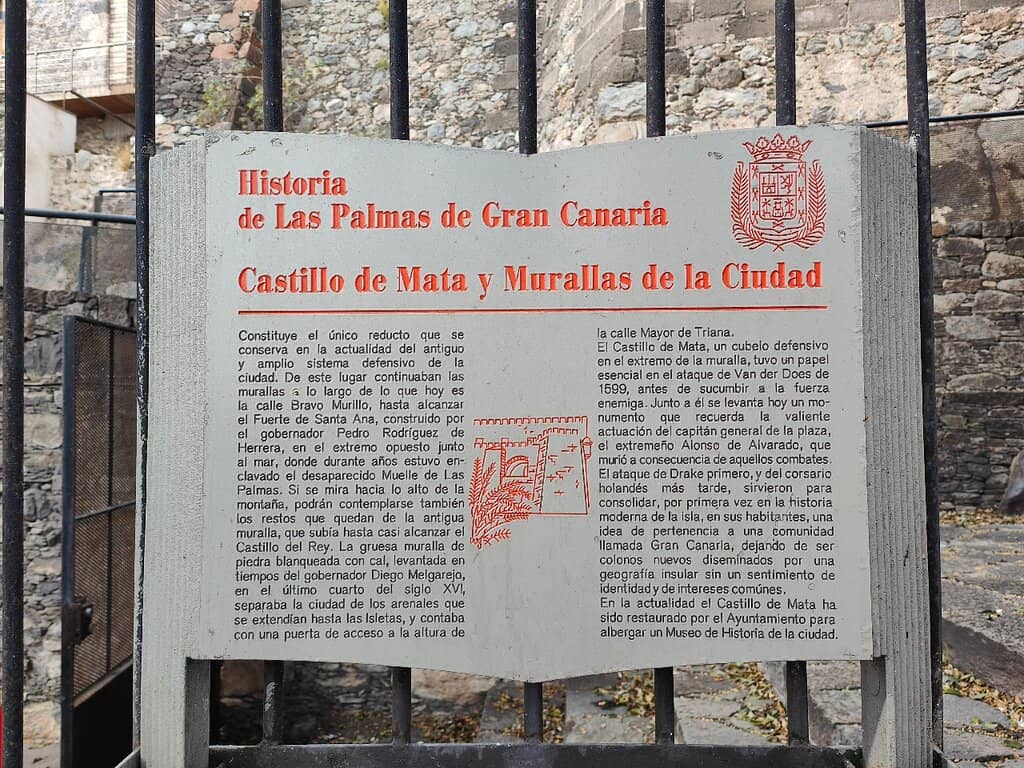 Historia
de Las Palmas de Gran Canaria
Castillo de Mata y Murallas de la Ciudad
Constituye el único reducto que se
conserva en la actualidad del antiguo
y amplio sistema defensivo de la
ciudad. De este lugar continuaban las
murallas a lo largo de lo que hoy es
la calle Bravo Murillo, hasta alcanzar
el Fuerte de Santa Ana, construido por
el gobernador Pedro Rodríguez de
Herrera, en el extremo opuesto junto
al mar, donde durante años estuvo en-
clavado el desaparecido Muelle de Las
Palmas. Si se mira hacia lo alto de la
montaña, podrán contemplarse también
los restos que quedan de la antigua
muralla, que subía hasta casi alcanzar el
Castillo del Rey. La gruesa muralla de
piedra blanqueada con cal, levantada en
tiempos del gobernador Diego Melgarejo,
en el último cuarto del siglo XVI,
separaba la ciudad de los arenales que
se extendían hasta las Isletas, y contaba
con una puerta de acceso a la altura de
la calle Mayor de Triana.
El Castillo de Mata, un cubelo defensivo
en el extremo de la muralla, tuvo un papel
esencial en el ataque de Van der Does de
1599, antes de sucumbir a la fuerza
enemiga. Junto a él se levanta hoy un mo-
numento que recuerda la valiente
actuación del capitán general de la plaza,
el extremeño Alonso de Alvarado, que
murió a consecuencia de aquellos combates.
El ataque de Drake primero, y del corsario
holandés más tarde, sirvieron para
consolidar, por primera vez en la historia
moderna de la isla, en sus habitantes, una
idea de pertenencia a una comunidad
llamada Gran Canaria, dejando de ser
colonos nuevos diseminados por una
geografía insular sin un sentimiento de
identidad y de intereses comúnes.
En la actualidad el Castillo de Mata ha
sido restaurado por el Ayuntamiento para
albergar un Museo de Historia de la ciudad.